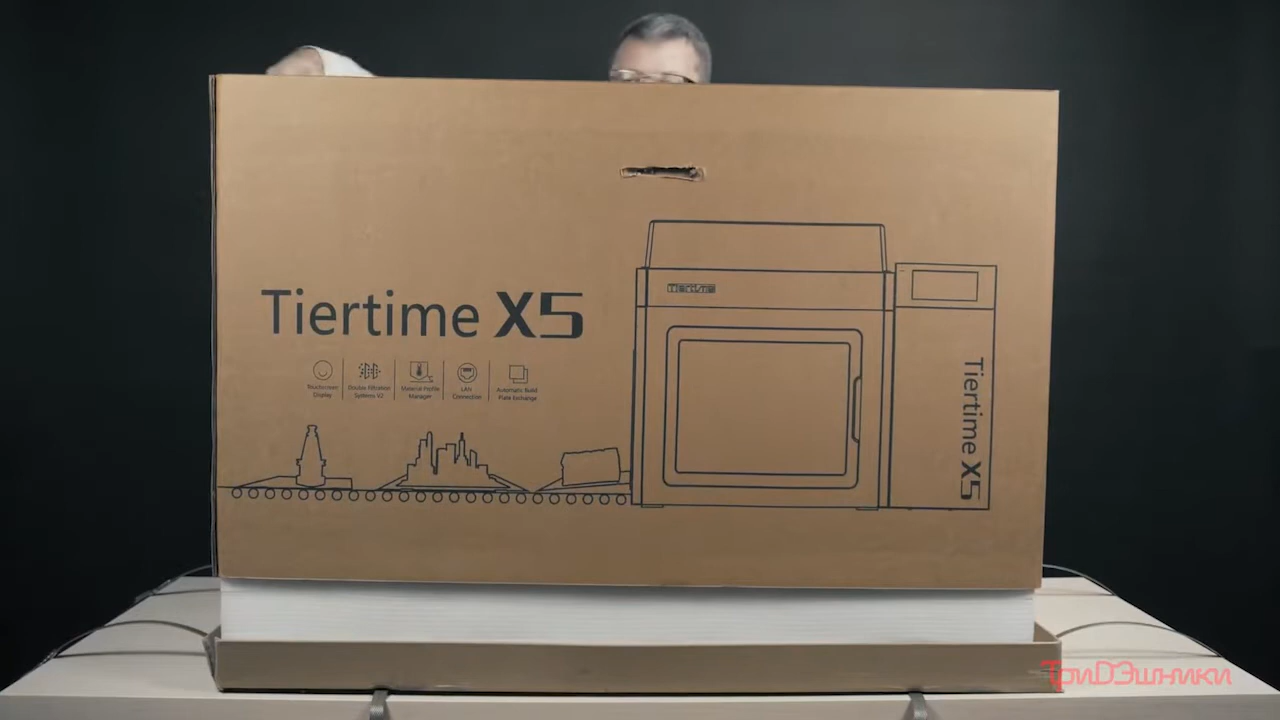 Tiertime
Tiertime X5
Touchscreen
Display
Double Filtration
Systems V2
Material Profile
Manager
LAN
Connection
Automatic Build
Plate Exchange
Tiertime X5
ТриДЭшники